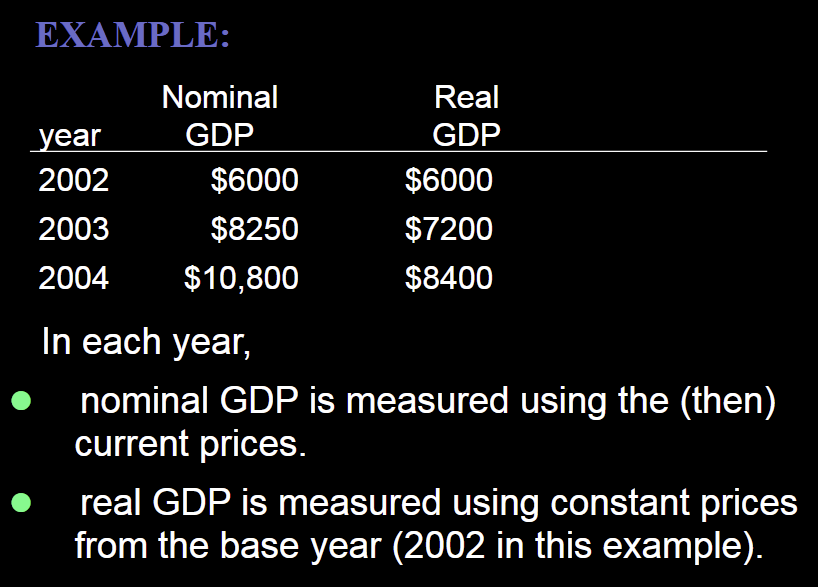 EXAMPLE:
Nominal Real
year GDP GDP
2002 $6000 $6000
2003 $8250 $7200
2004 $10,800 $8400
In each year,
nominal GDP is measured using the (then)
current prices.
real GDP is measured using constant prices
from the base year (2002 in this example).